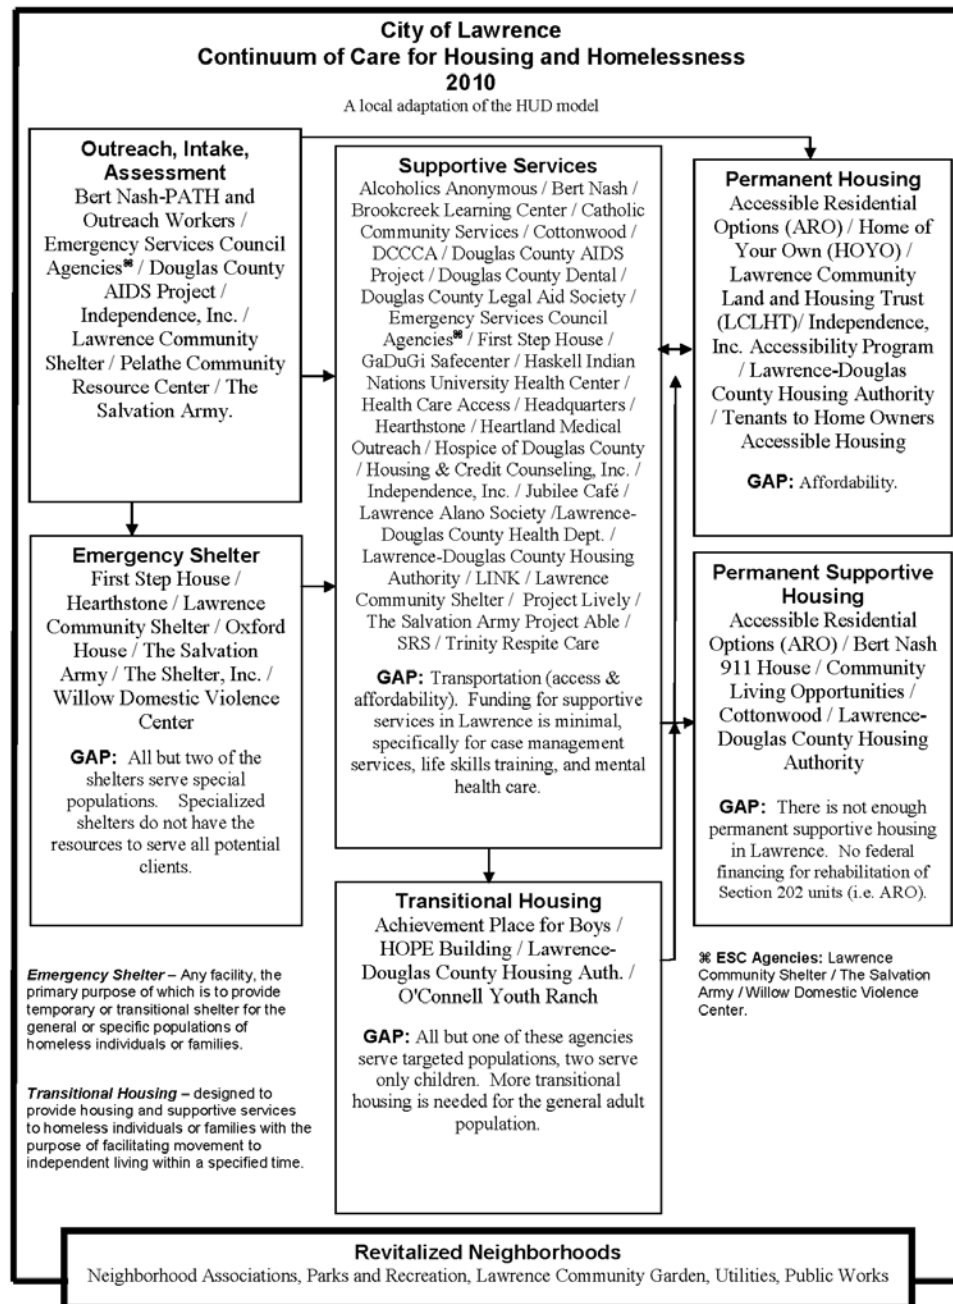 City of Lawrence
Continuum of Care for Housing and Homelessness
2010
A local adaptation of the HUD model
Outreach, Intake,
Assessment
Bert Nash-PATH and
Outreach Workers /
Emergency Services Council
Agencies⌘ / Douglas County
AIDS Project /
Independence, Inc. /
Lawrence Community
Shelter / Pelathe Community
Resource Center / The
Salvation Army.
Emergency Shelter
First Step House /
Hearthstone / Lawrence
Community Shelter / Oxford
House / The Salvation
Army / The Shelter, Inc. /
Willow Domestic Violence
Center
GAP: All but two of the
shelters serve special
populations. Specialized
shelters do not have the
resources to serve all potential
clients.
Emergency Shelter – Any facility, the
primary purpose of which is to provide
temporary or transitional shelter for the
general or specific populations of
homeless individuals or families.
Transitional Housing – designed to
provide housing and supportive services
to homeless individuals or families with the
purpose of facilitating movement to
independent living within a specified time.
Supportive Services
Alcoholics Anonymous / Bert Nash /
Brookcreek Learning Center / Catholic
Community Services / Cottonwood /
DCCCA / Douglas County AIDS
Project / Douglas County Dental /
Douglas County Legal Aid Society /
Emergency Services Council
Agencies⌘ / First Step House /
GaDuGi Safecenter / Haskell Indian
Nations University Health Center /
Health Care Access / Headquarters /
Hearthstone / Heartland Medical
Outreach / Hospice of Douglas County
/ Housing & Credit Counseling, Inc. /
Independence, Inc. / Jubilee Café /
Lawrence Alano Society /Lawrence-
Douglas County Health Dept. /
Lawrence-Douglas County Housing
Authority / LINK / Lawrence
Community Shelter / Project Lively /
The Salvation Army Project Able /
SRS / Trinity Respite Care
GAP: Transportation (access &
affordability). Funding for supportive
services in Lawrence is minimal,
specifically for case management
services, life skills training, and mental
health care.
Transitional Housing
Achievement Place for Boys /
HOPE Building / Lawrence-
Douglas County Housing Auth. /
O'Connell Youth Ranch
GAP: All but one of these agencies
serve targeted populations, two serve
only children. More transitional
housing is needed for the general adult
population.
Permanent Housing
Accessible Residential
Options (ARO) / Home of
Your Own (HOYO) /
Lawrence Community
Land and Housing Trust
(LCLHT)/ Independence,
Inc. Accessibility Program
/ Lawrence-Douglas
County Housing Authority
/ Tenants to Home Owners
Accessible Housing
GAP: Affordability.
Permanent Supportive
Housing
Accessible Residential
Options (ARO) / Bert Nash
911 House / Community
Living Opportunities /
Cottonwood / Lawrence-
Douglas County Housing
Authority
GAP: There is not enough
permanent supportive housing
in Lawrence. No federal
financing for rehabilitation of
Section 202 units (i.e. ARO).
⌘ ESC Agencies: Lawrence
Community Shelter / The Salvation
Army / Willow Domestic Violence
Center.
Revitalized Neighborhoods
Neighborhood Associations, Parks and Recreation, Lawrence Community Garden, Utilities, Public Works